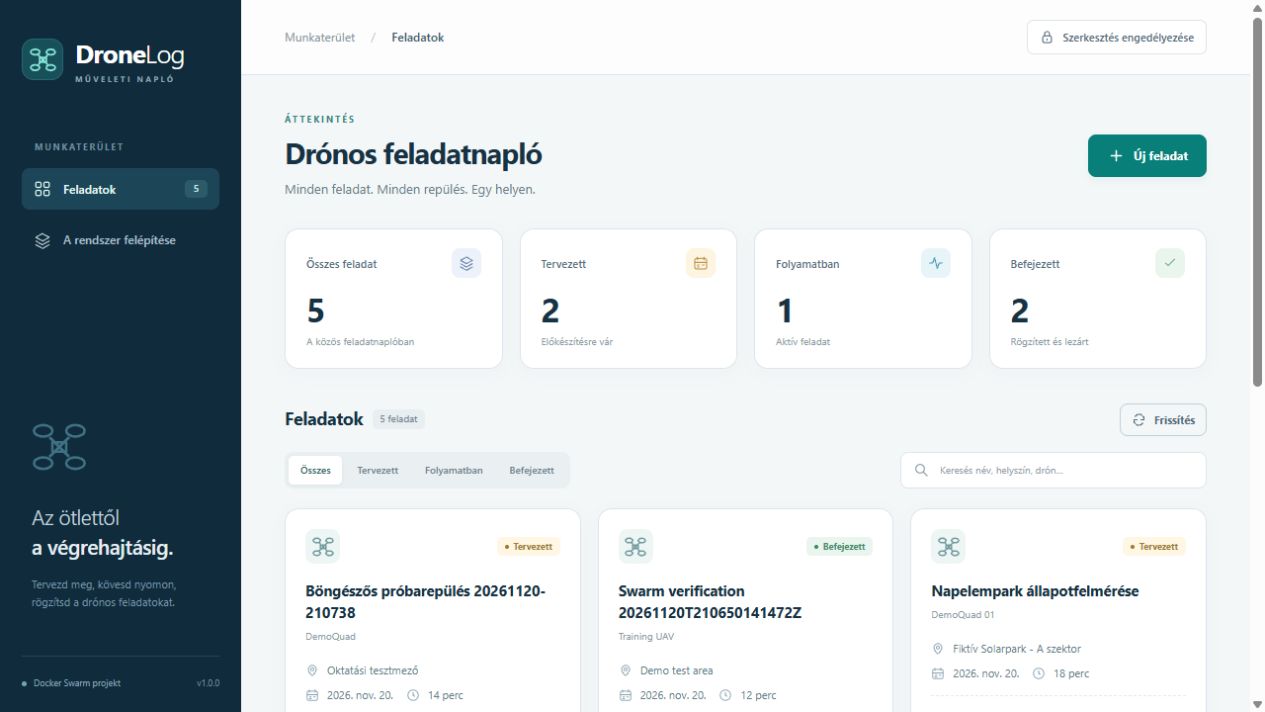 DroneLog
MŰVELETI NAPLÓ
MUNKATERÜLET
Feladatok 5
A rendszer felépítése
Az ötlettől
a végrehajtásig.
Tervezd meg, kövesd nyomon,
rögzítsd a drónos feladatokat.
Docker Swarm projekt v1.0.0
Munkaterület / Feladatok
Szerkesztés engedélyezése
ÁTTEKINTÉS
Drónos feladatnapló
Minden feladat. Minden repülés. Egy helyen.
+ Új feladat
Összes feladat
5
A közös feladatnaplóban
Tervezett
2
Előkészítésre vár
Folyamatban
1
Aktív feladat
Befejezett
2
Rögzített és lezárt
Feladatok 5 feladat
Frissítés
Összes Tervezett Folyamatban Befejezett
Keresés név, helyszín, drón...
Tervezett
Böngészős próbarepülés 20261120-
210738
DemoQuad
Oktatási tesztmező
2026. nov. 20. 14 perc
Befejezett
Swarm verification
20261120T210650141472Z
Training UAV
Demo test area
2026. nov. 20. 12 perc
Tervezett
Napelempark állapotfelmérése
DemoQuad 01
Fiktív Solarpark - A szektor
2026. nov. 20. 18 perc